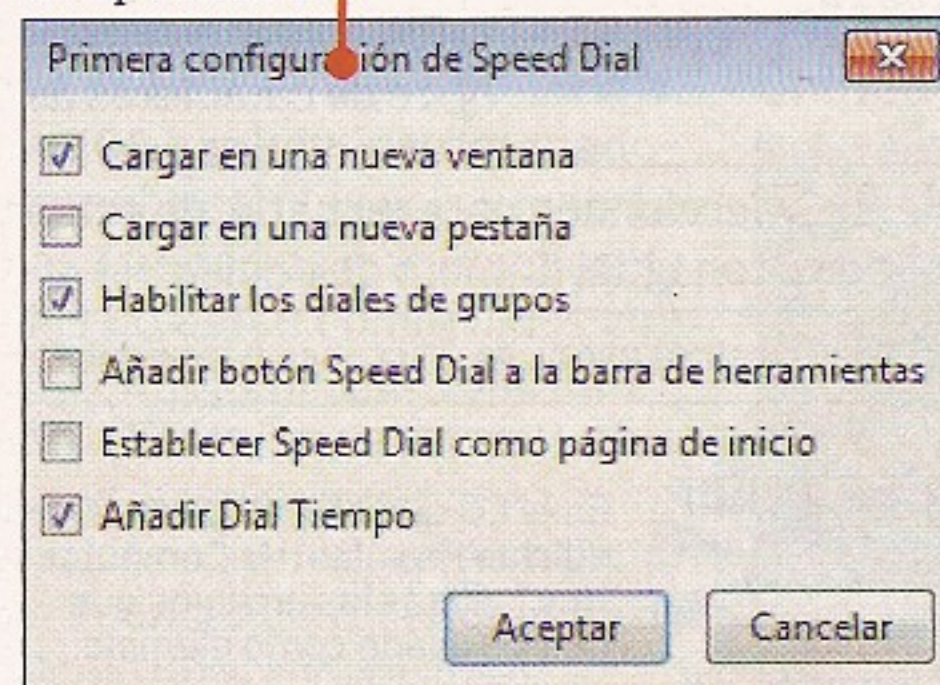 Primera configur ión de Speed Dial
Cargar en una nueva ventana
Cargar en una nueva pestaña
Habilitar los diales de grupos
Añadir botón Speed Dial a la barra de herramientas
Establecer Speed Dial como página de inicio
Añadir Dial Tiempo
Aceptar
Cancelar